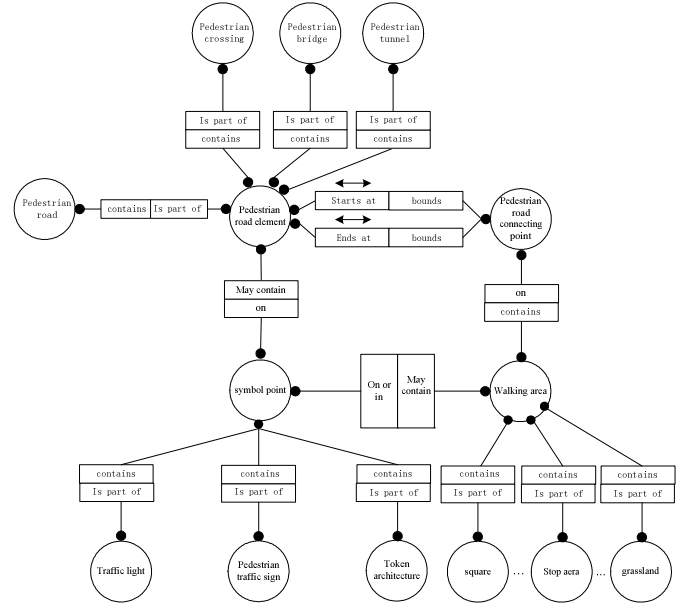 Pedestrian
crossing
Pedestrian
bridge
Pedestrian
tunnel
Is part of
contains
Is part of
contains
Is part of
contains
Pedestrian
road
contains
Is part of
Pedestrian
road element
Starts at
bounds
Ends at
bounds
Pedestrian
road
connecting
point
May contain
on
on
contains
symbol point
On or
in
May
contain
Walking area
contains
Is part of
contains
Is part of
contains
Is part of
contains
Is part of
contains
Is part of
contains
Is part of
Traffic light
Pedestrian
traffic sign
Token
architecture
square
...
Stop aera
...
grassland